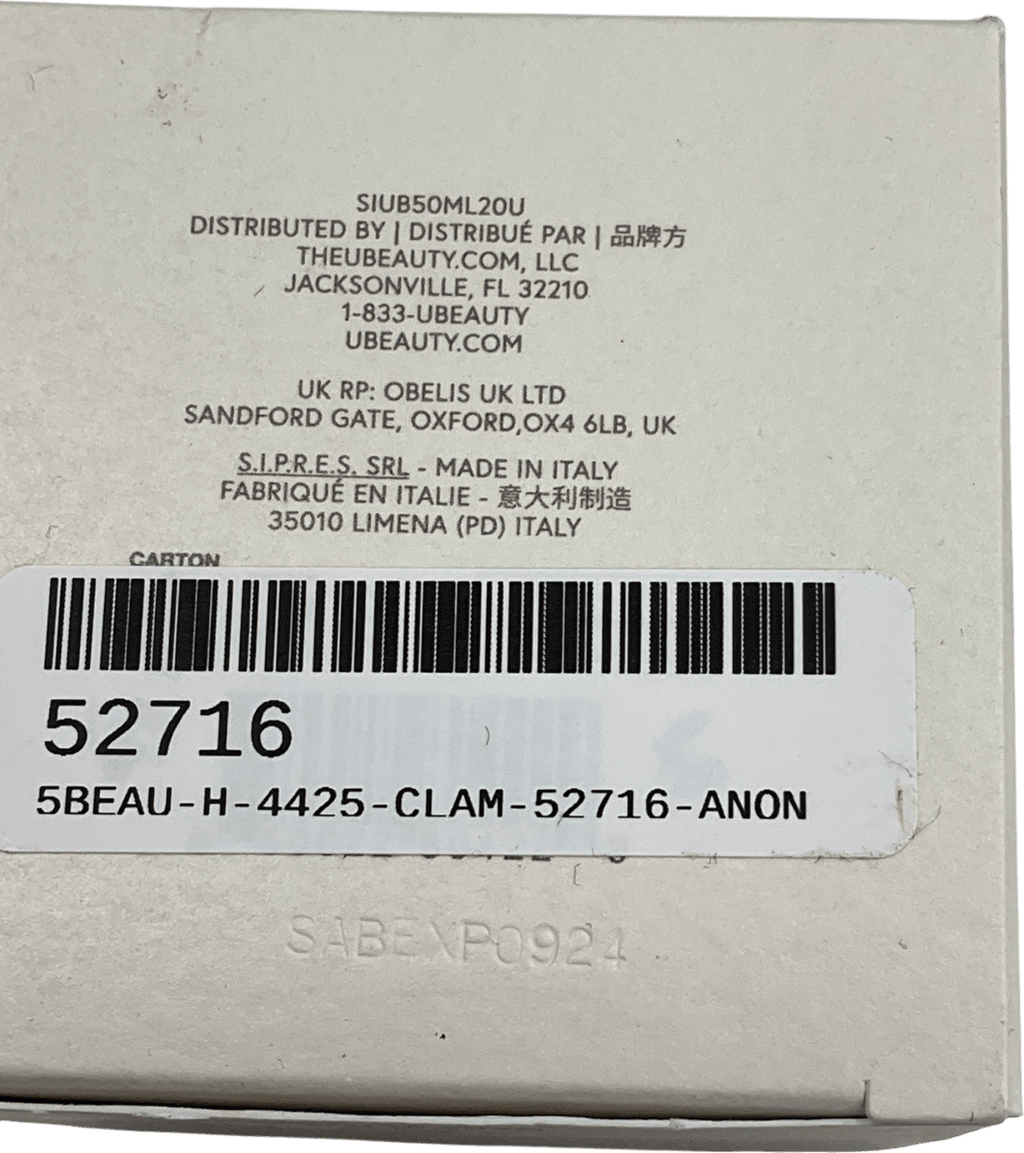 SIUB50ML20U
DISTRIBUTED BY | DISTRIBUÉ PAR | 品牌方
THEUBEAUTY.COM, LLC
JACKSONVILLE, FL 32210
1-833-UBEAUTY
UBEAUTY.COM
UK RP: OBELIS UK LTD
SANDFORD GATE, OXFORD,OX4 6LB, UK
S.I.P.R.E.S. SRL - MADE IN ITALY
FABRIQUÉ EN ITALIE - 意大利制造
35010 LIMENA (PD) ITALY
CARTON
52716
5BEAU-H-4425-CLAM-52716-ANON
SABEXP0924